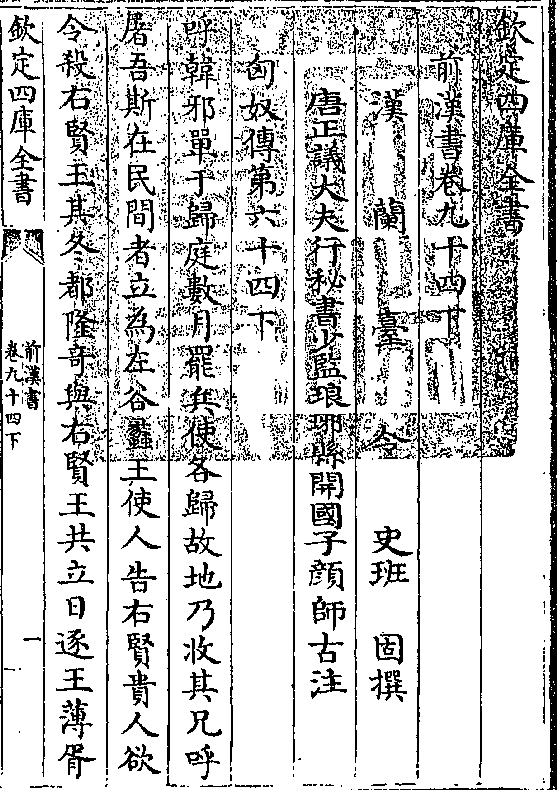 欽定四庫全書
前漢書卷九十四下
漢蘭臺令史班固撰
唐正議大夫行秘書少監琅邪縣開國子顔師古注
匈奴傳第六十四下
呼韓邪單于歸庭數月罷兵使各歸故地乃收其兄呼
屠吾斯在民間者立為左谷蠡王使人告右賢貴人欲
令殺右賢王其冬都隆竒與右賢王共立日逐王薄胥
欽定四庫全書
前漢書
卷九十四下
一